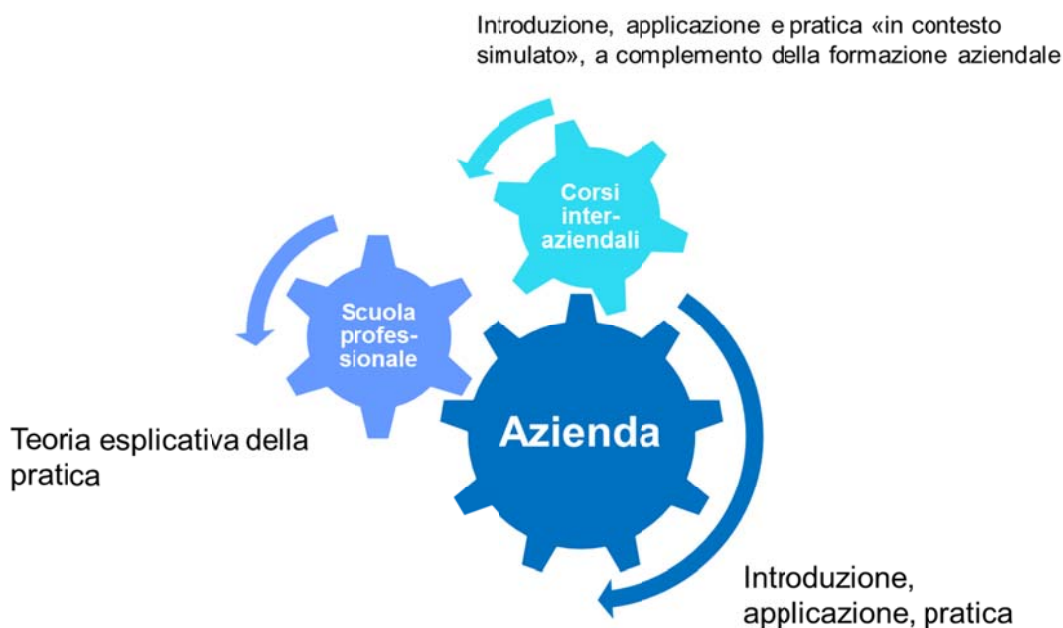 Introduzione, applicazione e pratica «in contesto
simulato», a complemento della formazione aziendale
Corsi
inter-
aziendali
Scuola
profes-
sionale
Azienda
Teoria esplicativa della
pratica
Introduzione,
applicazione, pratica